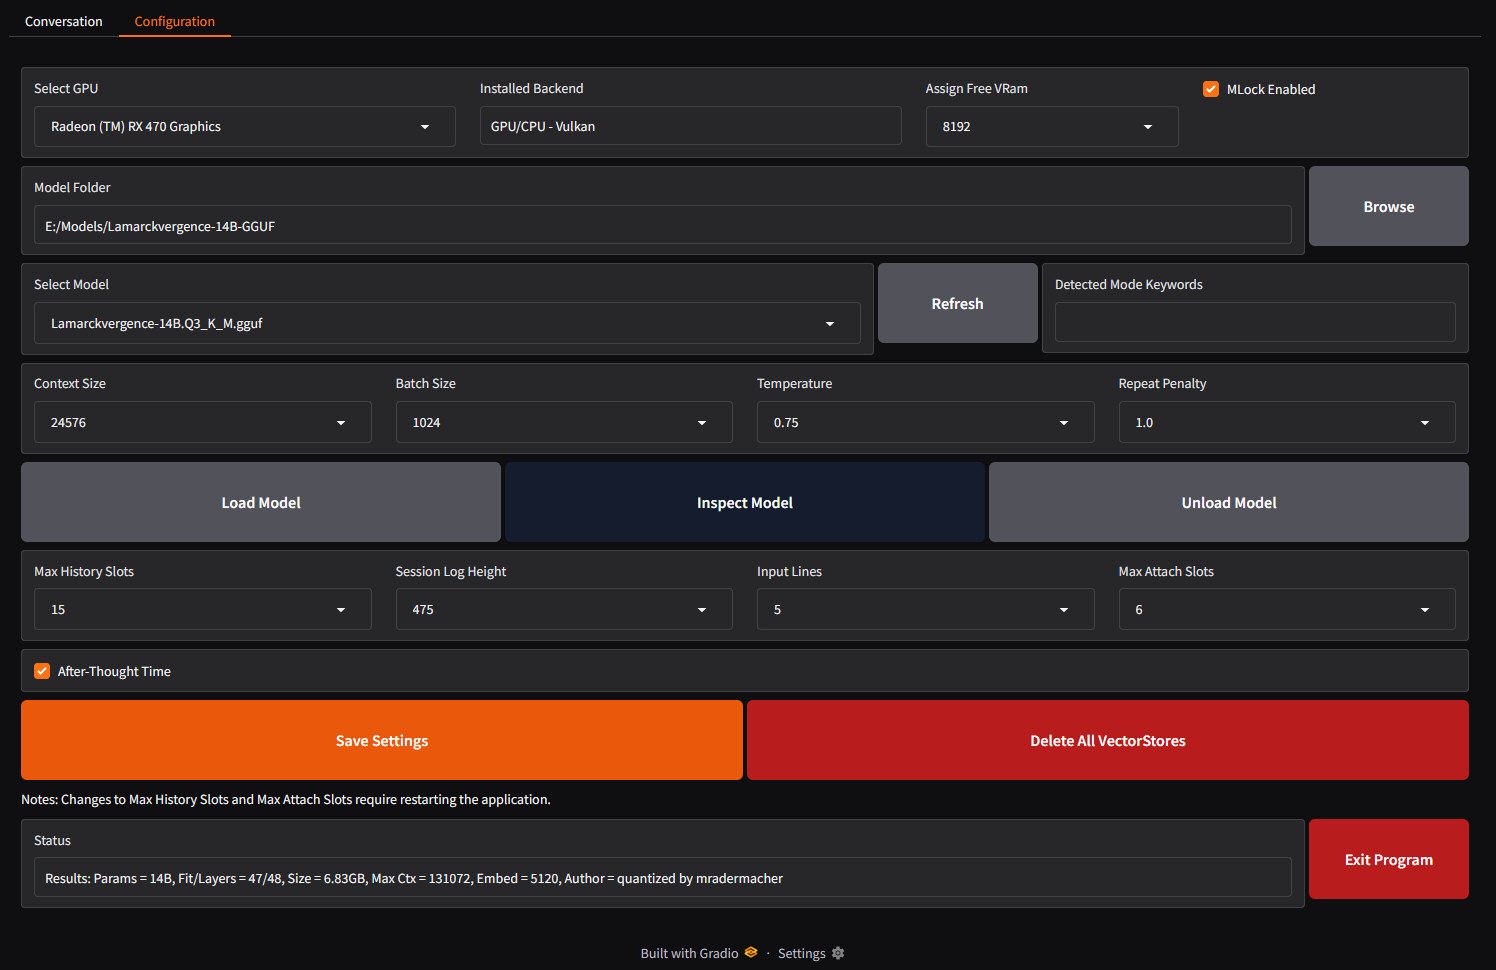 Conversation Configuration
Select GPU Installed Backend Assign Free VRam MLock Enabled
Radeon (TM) RX 470 Graphics GPU/CPU - Vulkan 8192
Model Folder
E:/Models/Lamarckvergence-14B-GGUF Browse
Select Model Refresh Detected Mode Keywords
Lamarckvergence-14B.Q3_K_M.gguf
Context Size Batch Size Temperature Repeat Penalty
24576 1024 0.75 1.0
Load Model Inspect Model Unload Model
Max History Slots Session Log Height Input Lines Max Attach Slots
15 475 5 6
After-Thought Time
Save Settings Delete All VectorStores
Notes: Changes to Max History Slots and Max Attach Slots require restarting the application.
Status
Results: Params = 14B, Fit/Layers = 47/48, Size = 6.83GB, Max Ctx = 131072, Embed = 5120, Author = quantized by mradermacher Exit Program
Built with Gradio · Settings